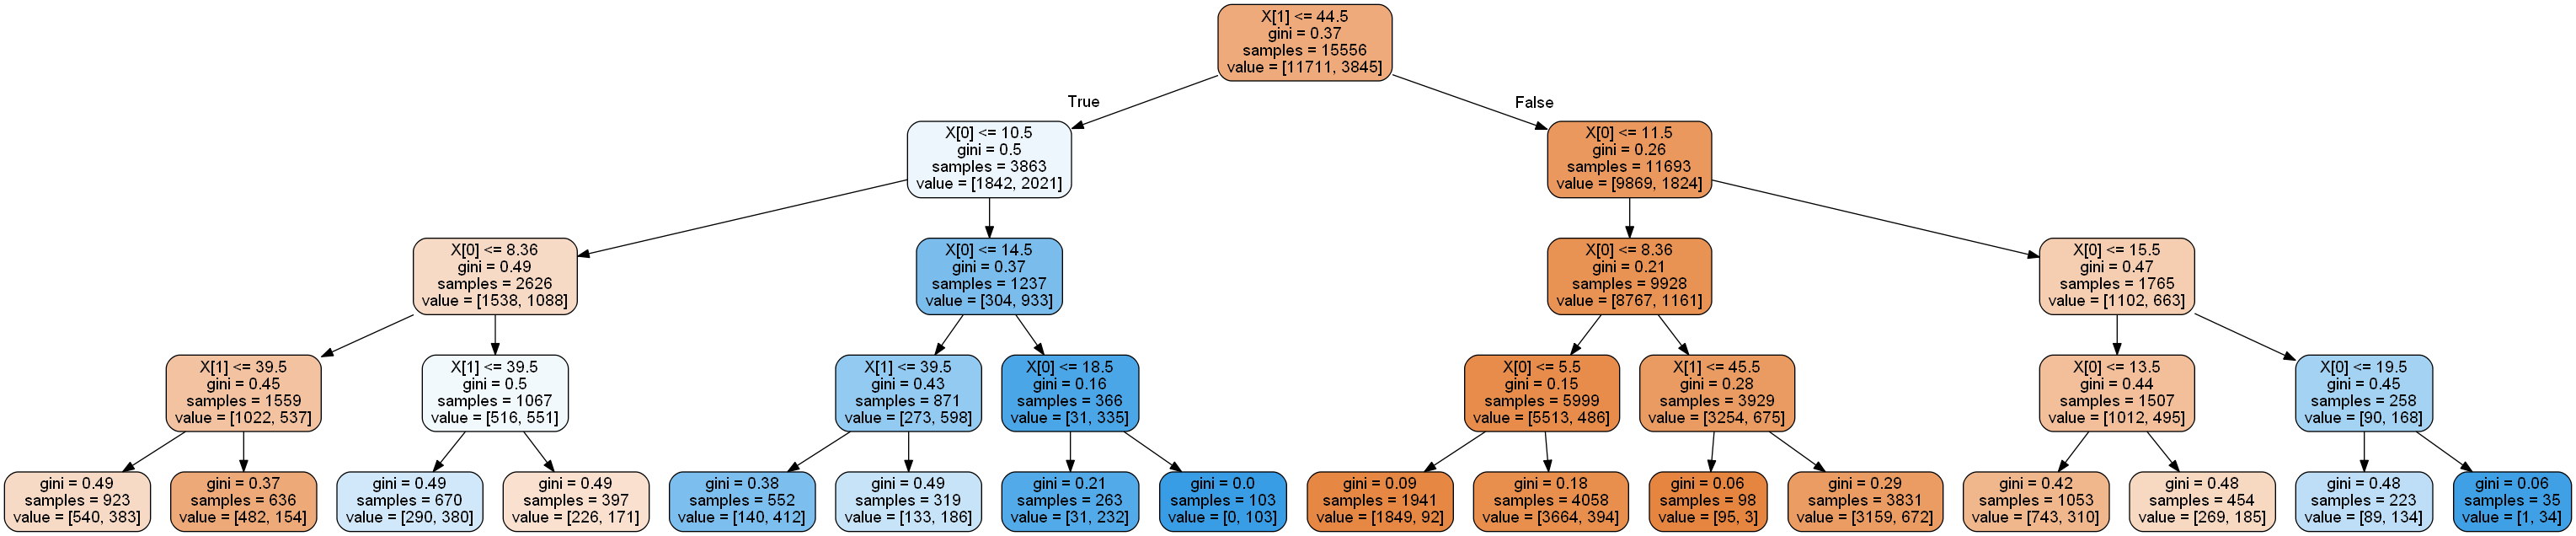 X[1] <= 44.5
gini = 0.37
samples = 15556
value = [11711, 3845]
True
False
X[0] <= 10.5
gini = 0.5
samples = 3863
value = [1842, 2021]
X[0] <= 11.5
gini = 0.26
samples = 11693
value = [9869, 1824]
X[0] <= 8.36
gini = 0.49
samples = 2626
value = [1538, 1088]
X[0] <= 14.5
gini = 0.37
samples = 1237
value = [304, 933]
X[0] <= 8.36
gini = 0.21
samples = 9928
value = [8767, 1161]
X[0] <= 15.5
gini = 0.47
samples = 1765
value = [1102, 663]
X[1] <= 39.5
gini = 0.45
samples = 1559
value = [1022, 537]
X[1] <= 39.5
gini = 0.5
samples = 1067
value = [516, 551]
X[1] <= 39.5
gini = 0.43
samples = 871
value = [273, 598]
X[0] <= 18.5
gini = 0.16
samples = 366
value = [31, 335]
X[0] <= 5.5
gini = 0.15
samples = 5999
value = [5513, 486]
X[1] <= 45.5
gini = 0.28
samples = 3929
value = [3254, 675]
X[0] <= 13.5
gini = 0.44
samples = 1507
value = [1012, 495]
X[0] <= 19.5
gini = 0.45
samples = 258
value = [90, 168]
gini = 0.49
samples = 923
value = [540, 383]
gini = 0.37
samples = 636
value = [482, 154]
gini = 0.49
samples = 670
value = [290, 380]
gini = 0.49
samples = 397
value = [226, 171]
gini = 0.38
samples = 552
value = [140, 412]
gini = 0.49
samples = 319
value = [133, 186]
gini = 0.21
samples = 263
value = [31, 232]
gini = 0.0
samples = 103
value = [0, 103]
gini = 0.09
samples = 1941
value = [1849, 92]
gini = 0.18
samples = 4058
value = [3664, 394]
gini = 0.06
samples = 98
value = [95, 3]
gini = 0.29
samples = 3831
value = [3159, 672]
gini = 0.42
samples = 1053
value = [743, 310]
gini = 0.48
samples = 454
value = [269, 185]
gini = 0.48
samples = 223
value = [89, 134]
gini = 0.06
samples = 35
value = [1, 34]